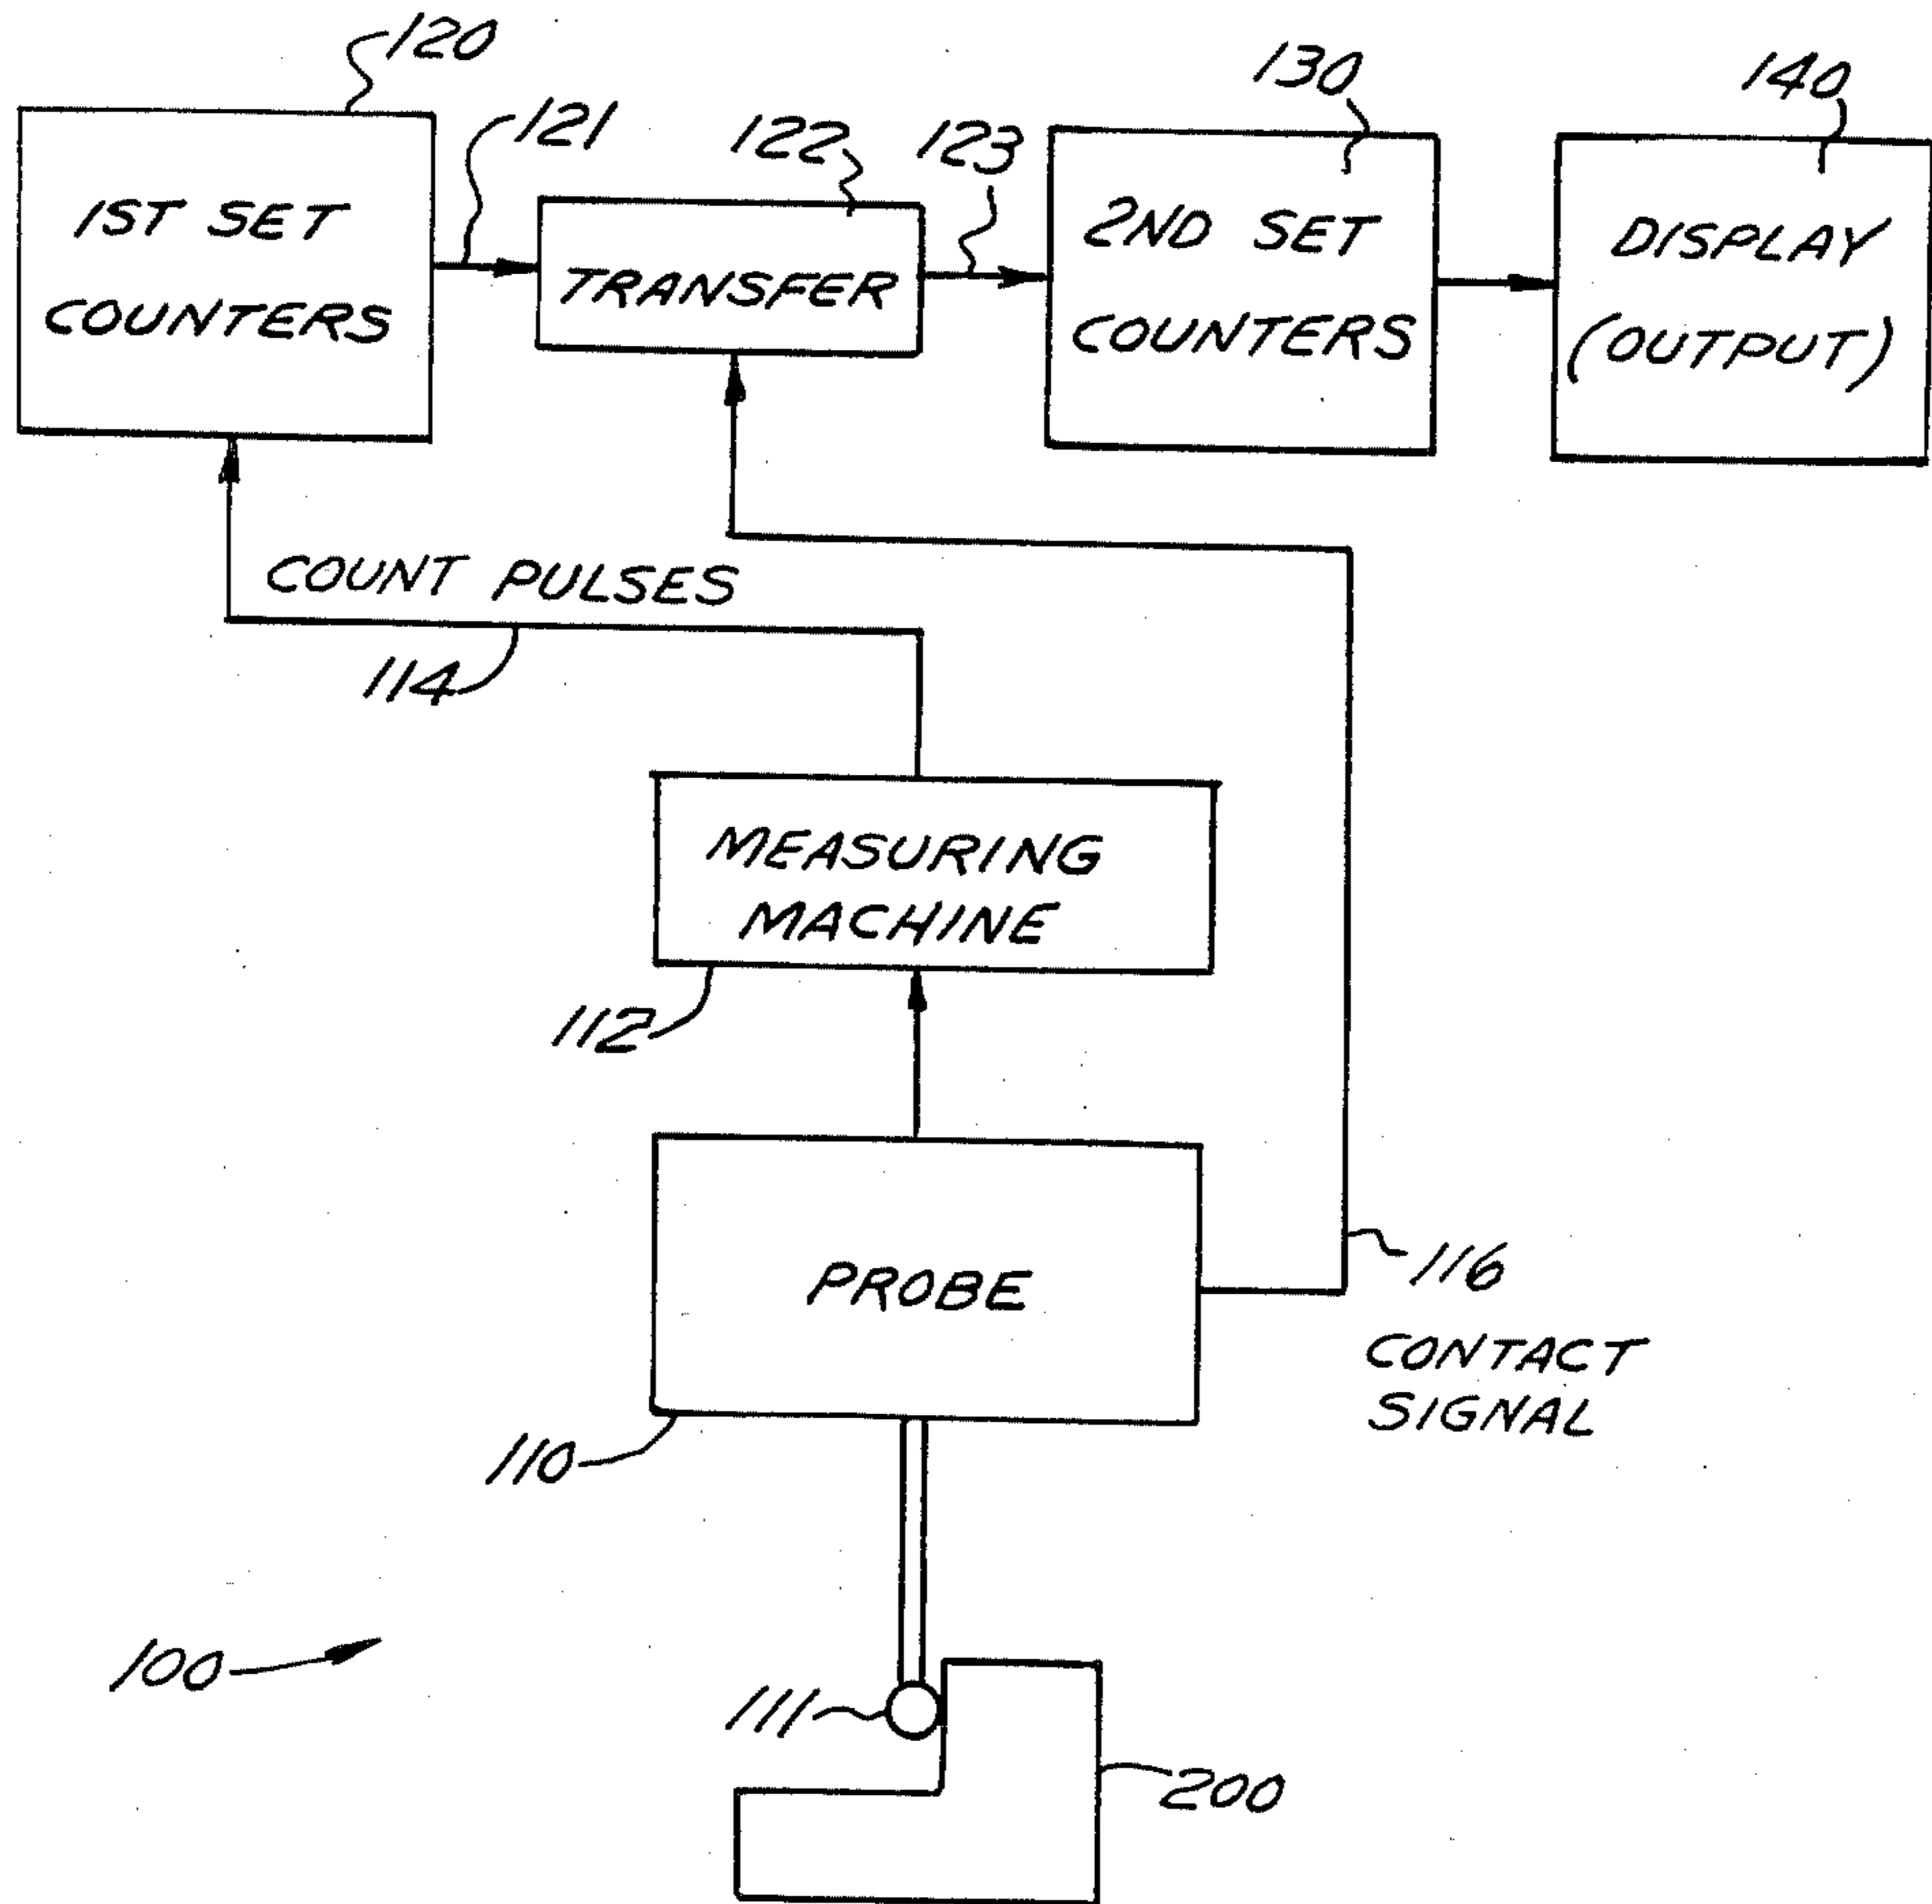 120
130
140
121
122
123
1ST SET
COUNTERS
TRANSFER
2ND SET
COUNTERS
DISPLAY
(OUTPUT)
COUNT PULSES
114
MEASURING
MACHINE
112
PROBE
116
CONTACT
SIGNAL
110
100
111
200